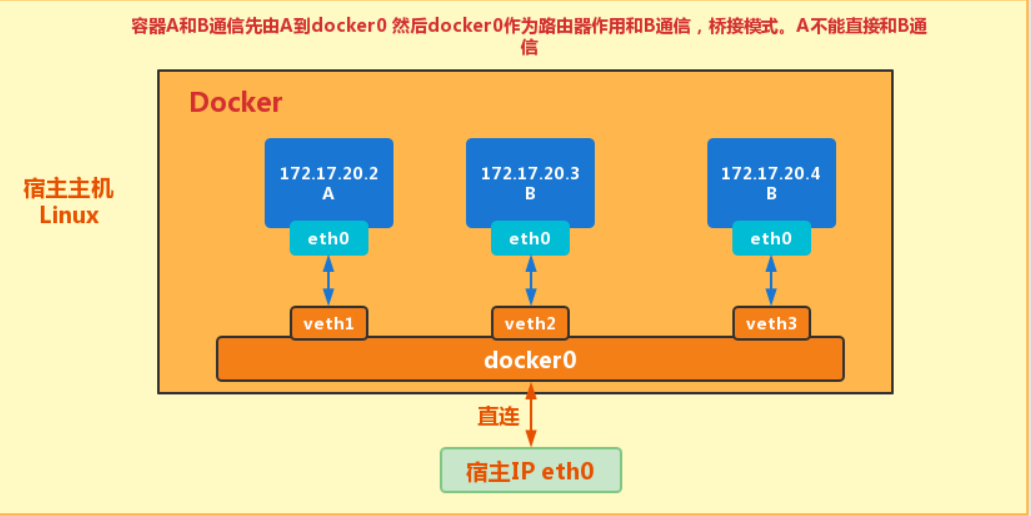 容器A和B通信先由A到docker0 然后docker0作为路由器作用和B通信，桥接模式。A不能直接和B通
信
Docker
宿主主机
Linux
172.17.20.2
A
172.17.20.3
B
172.17.20.4
B
eth0
eth0
eth0
veth1
veth2
veth3
docker0
直连
宿主IP eth0